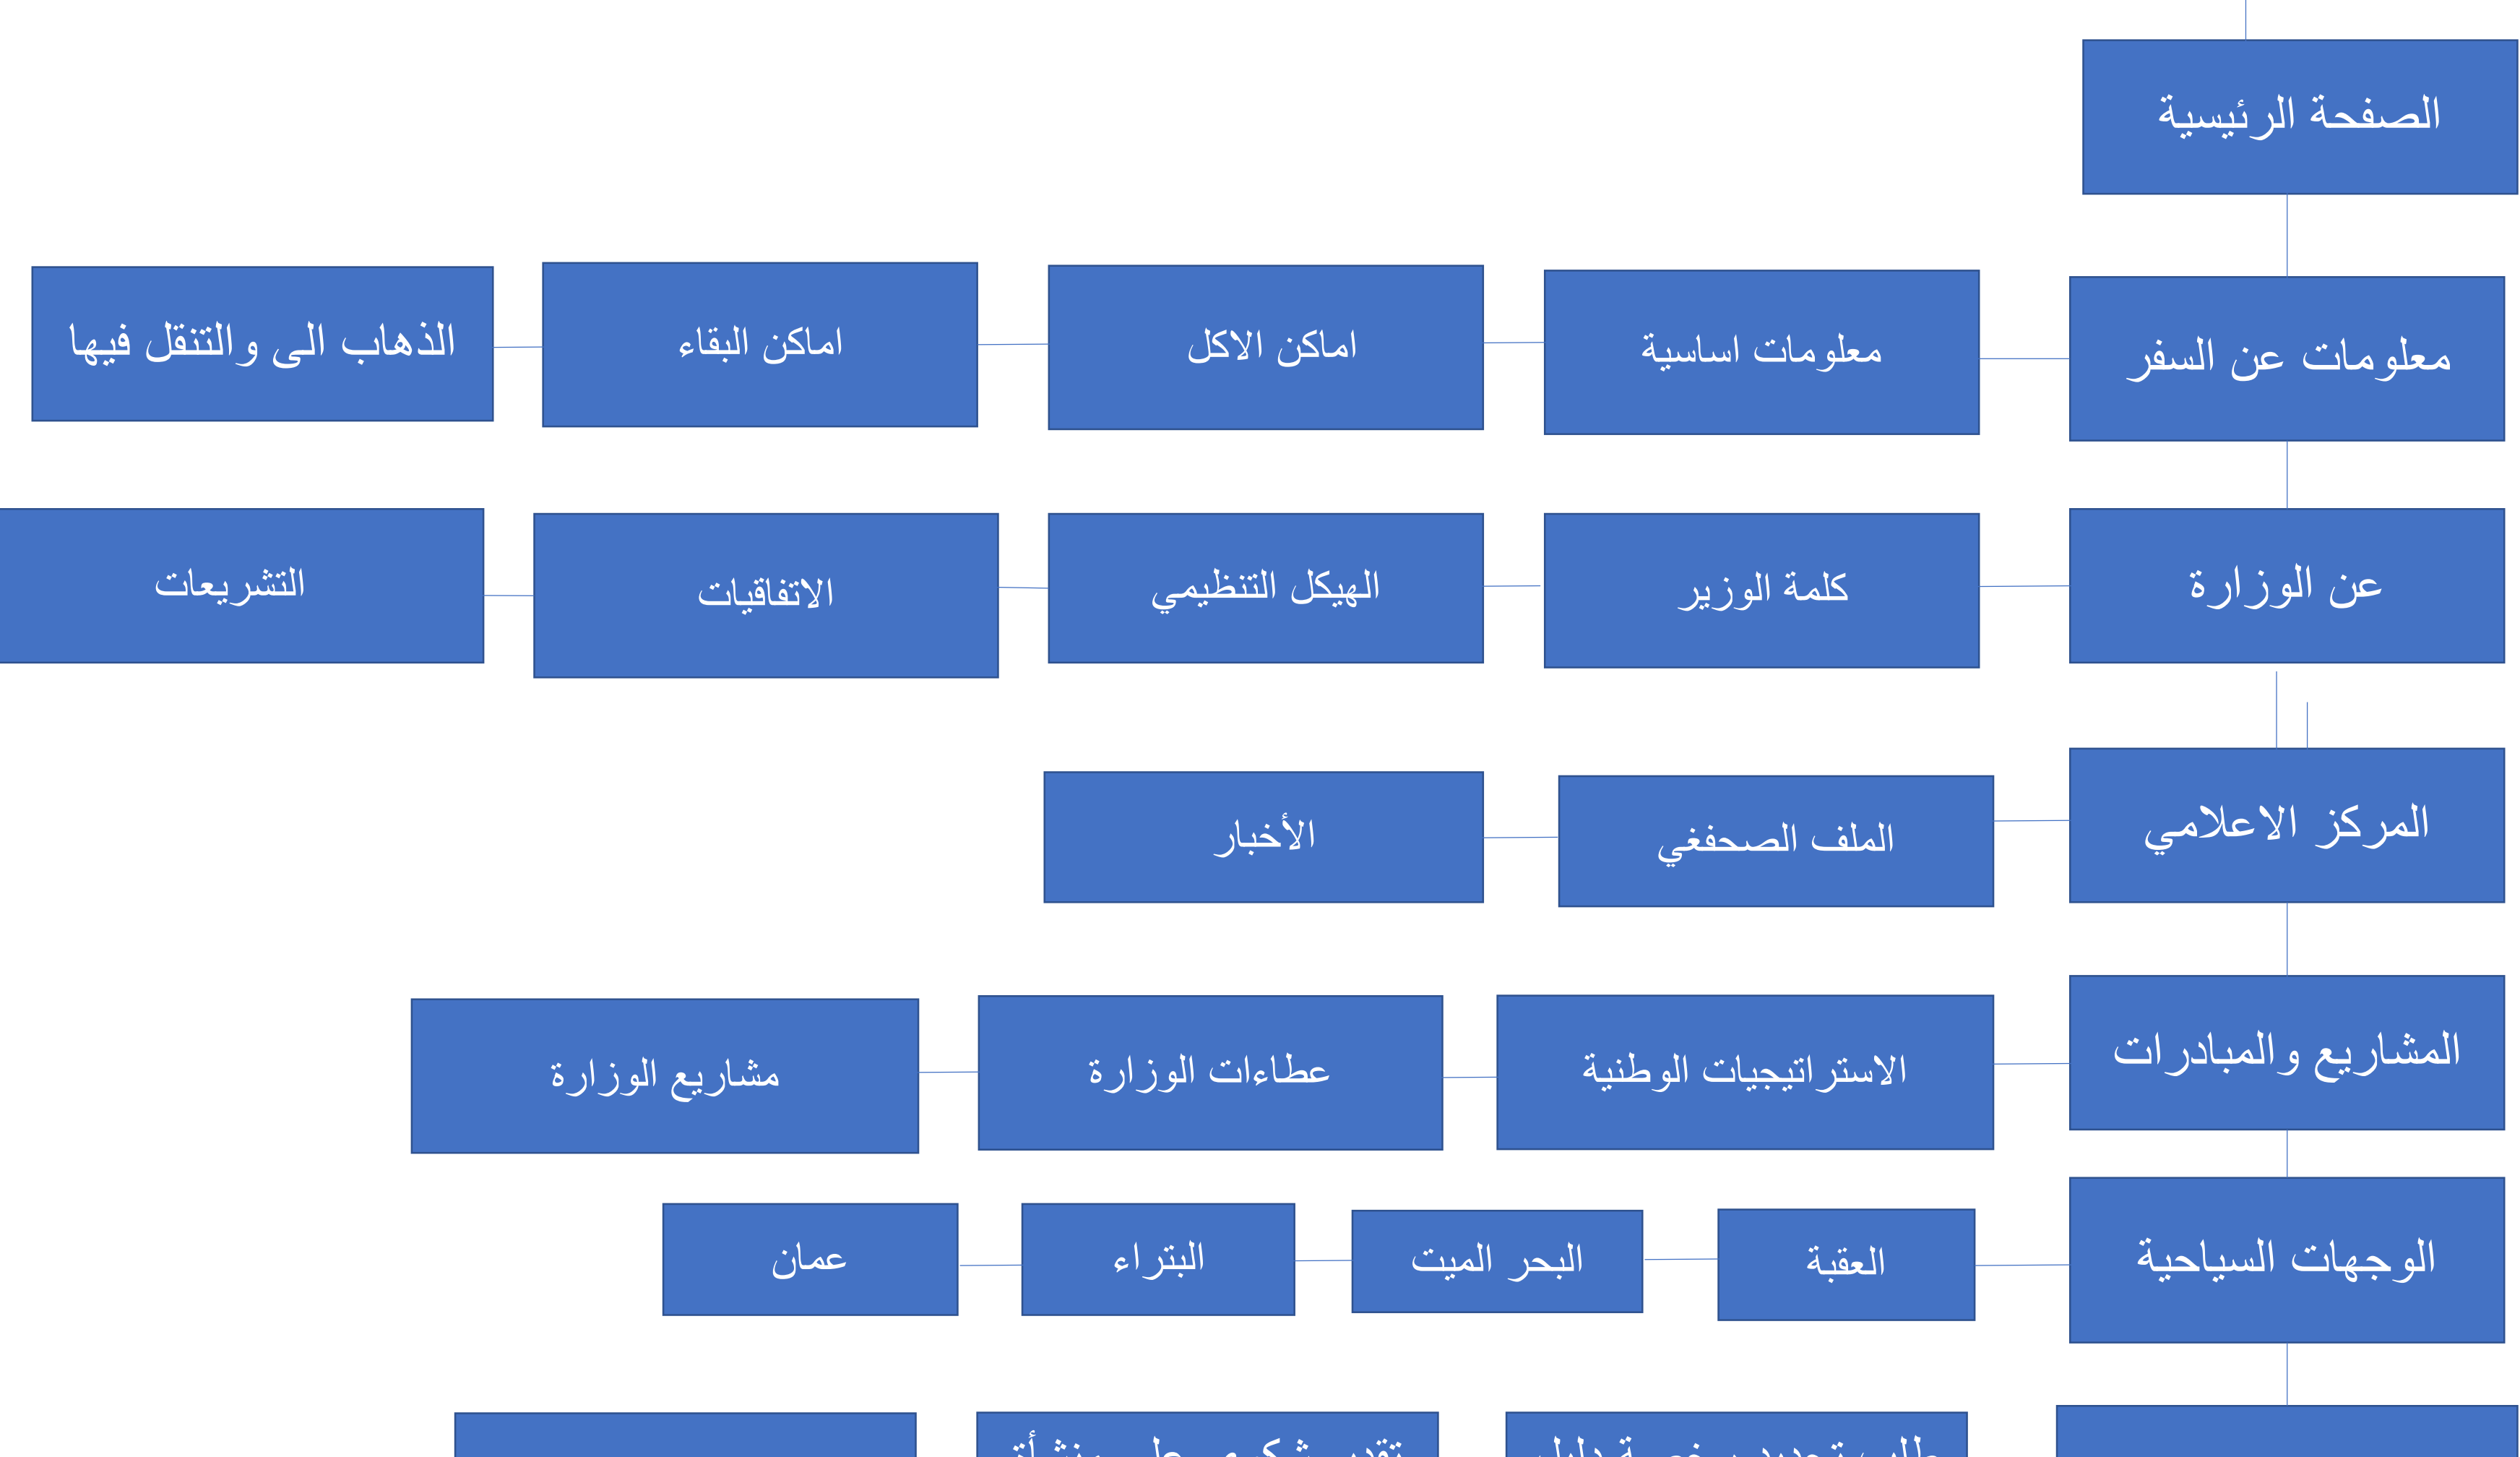 الصفحة الرئيسية
معلومات عن السفر
معلومات اساسية
اماكن الاكل
اماكن البقاء
الذهاب الى والتنقل فيها
عن الوزارة
كلمة الوزير
الهيكل التنظيمي
الاتفاقيات
التشريعات
المركز الاعلامي
الملف الصحفغي
الأخبار
المشاريع والمبادرات
الاستراتيجيات الوطنية
عطاءات الوزارة
مشاريع الوزارة
الوجهات السياحية
العقبة
البحر الميت
البتراء
عمان